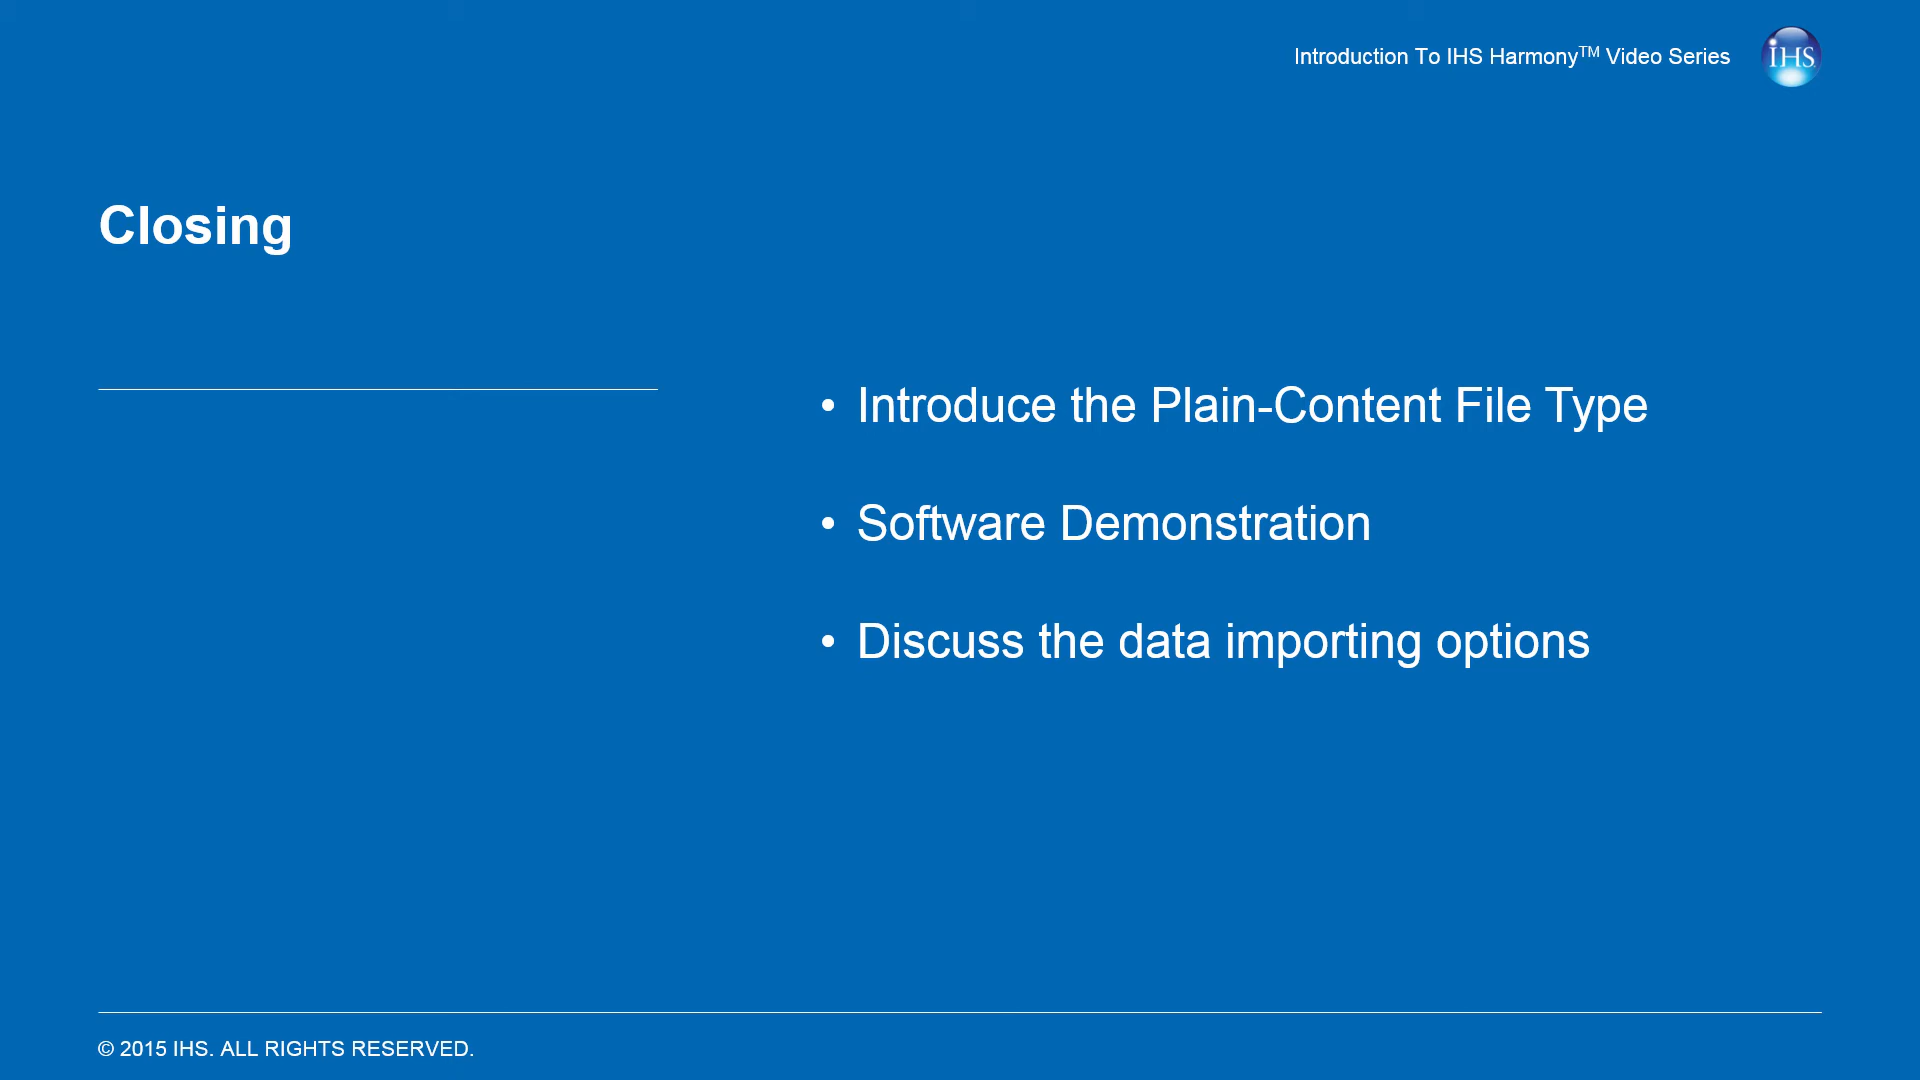 Introduction To IHS Harmony™ Video Series
IHS
Closing
• Introduce the Plain-Content File Type
• Software Demonstration
• Discuss the data importing options
© 2015 IHS. ALL RIGHTS RESERVED.